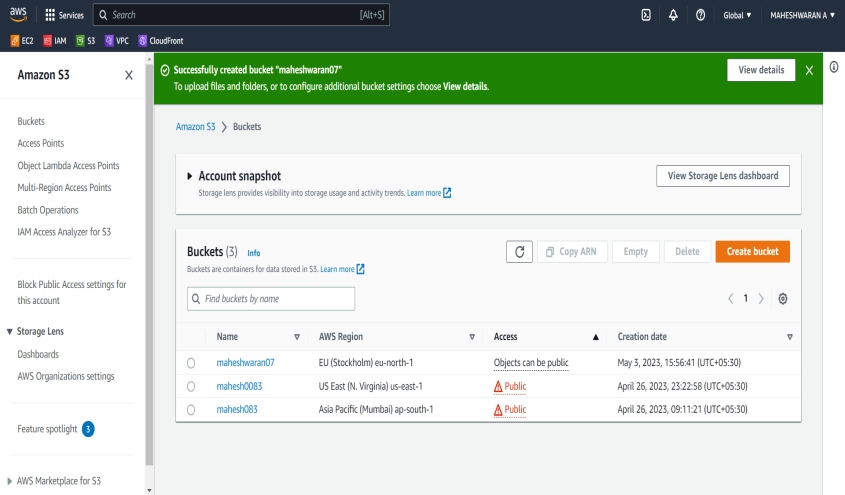 aws Services Search [Alt+S] Global MAHESHWARAN A
EC2 IAM S3 VPC CloudFront
Amazon S3
Buckets
Access Points
Object Lambda Access Points
Multi-Region Access Points
Batch Operations
IAM Access Analyzer for S3
Block Public Access settings for
this account
Storage Lens
Dashboards
AWS Organizations settings
Feature spotlight 3
AWS Marketplace for S3
Successfully created bucket "maheshwaran07"
To upload files and folders, or to configure additional bucket settings choose View details.
View details
Amazon S3 Buckets
Account snapshot
Storage lens provides visibility into storage usage and activity trends. Learn more
View Storage Lens dashboard
Buckets (3) Info
Buckets are containers for data stored in S3. Learn more
Copy ARN Empty Delete Create bucket
Find buckets by name
1
Name AWS Region Access Creation date
maheshwaran07 EU (Stockholm) eu-north-1 Objects can be public May 3, 2023, 15:56:41 (UTC+05:30)
mahesh0083 US East (N. Virginia) us-east-1 Public April 26, 2023, 23:22:58 (UTC+05:30)
mahesh083 Asia Pacific (Mumbai) ap-south-1 Public April 26, 2023, 09:11:21 (UTC+05:30)